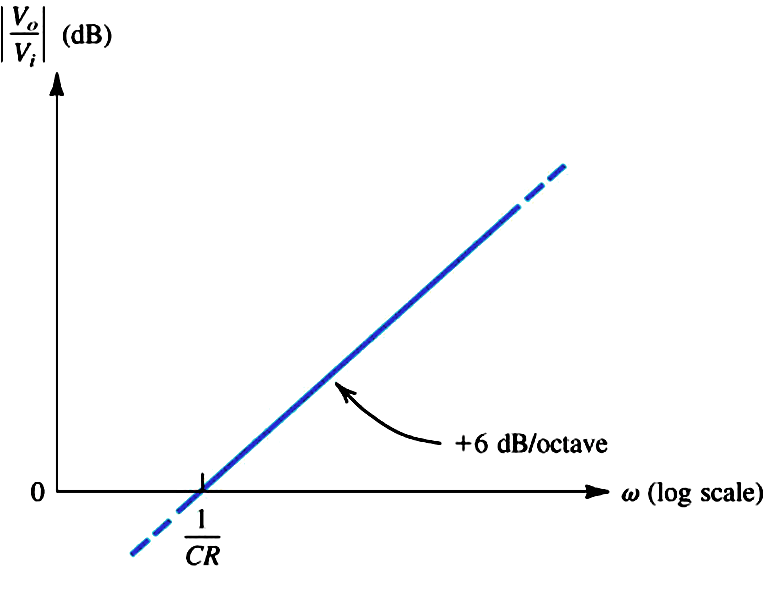 |Vo/Vi| (dB)
+6 dB/octave
0
ω (log scale)
1/CR